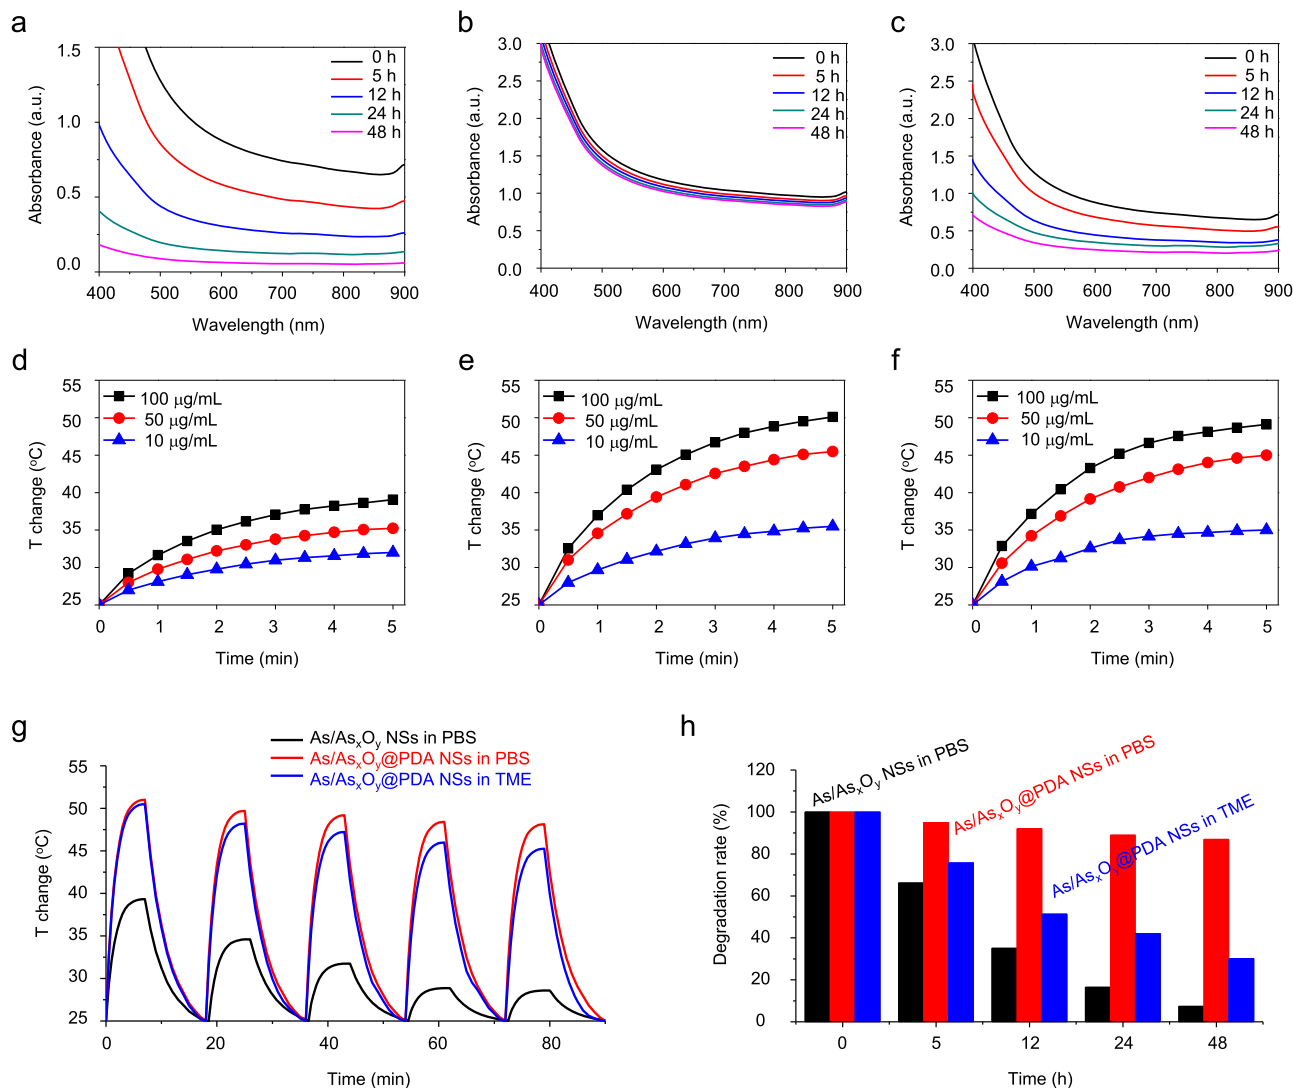 a
1.5
1.0
0.5
0.0
Absorbance (a.u.)
0 h
5 h
12 h
24 h
48 h
400 500 600 700 800 900
Wavelength (nm)
b
3.0
2.5
2.0
1.5
1.0
0.5
0.0
Absorbance (a.u.)
0 h
5 h
12 h
24 h
48 h
400 500 600 700 800 900
Wavelength (nm)
c
3.0
2.5
2.0
1.5
1.0
0.5
0.0
Absorbance (a.u.)
0 h
5 h
12 h
24 h
48 h
400 500 600 700 800 900
Wavelength (nm)
d
55
50
45
40
35
30
25
T change (°C)
100 μg/mL
50 μg/mL
10 μg/mL
0 1 2 3 4 5
Time (min)
e
55
50
45
40
35
30
25
T change (°C)
100 μg/mL
50 μg/mL
10 μg/mL
0 1 2 3 4 5
Time (min)
f
55
50
45
40
35
30
25
T change (°C)
100 μg/mL
50 μg/mL
10 μg/mL
0 1 2 3 4 5
Time (min)
g
As/AsxOy NSs in PBS
As/AsxOy@PDA NSs in PBS
As/AsxOy@PDA NSs in TME
55
50
45
40
35
30
25
T change (°C)
0 20 40 60 80
Time (min)
h
120
100
80
60
40
20
0
Degradation rate (%)
As/AsxOy NSs in PBS
As/AsxOy@PDA NSs in PBS
As/AsxOy@PDA NSs in TME
0 5 12 24 48
Time (h)